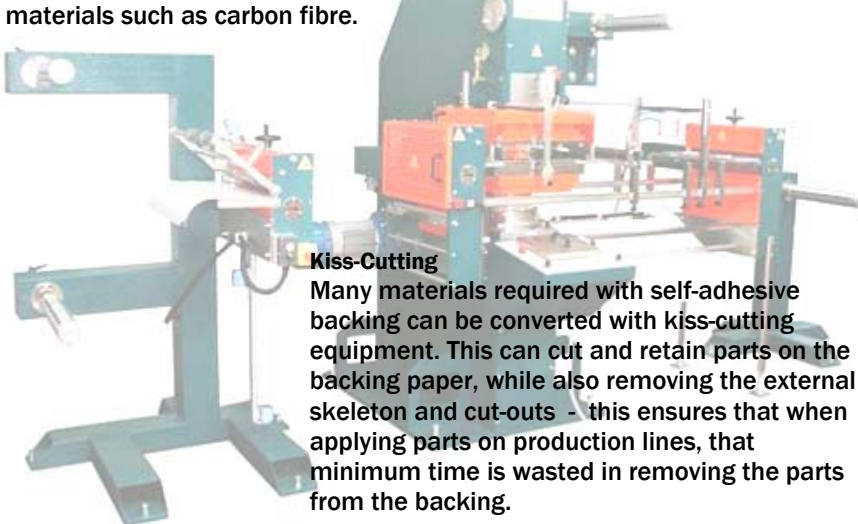 materials such as carbon fibre.
Kiss-Cutting
Many materials required with self-adhesive
backing can be converted with kiss-cutting
equipment. This can cut and retain parts on the
backing paper, while also removing the external
skeleton and cut-outs - this ensures that when
applying parts on production lines, that
minimum time is wasted in removing the parts
from the backing.